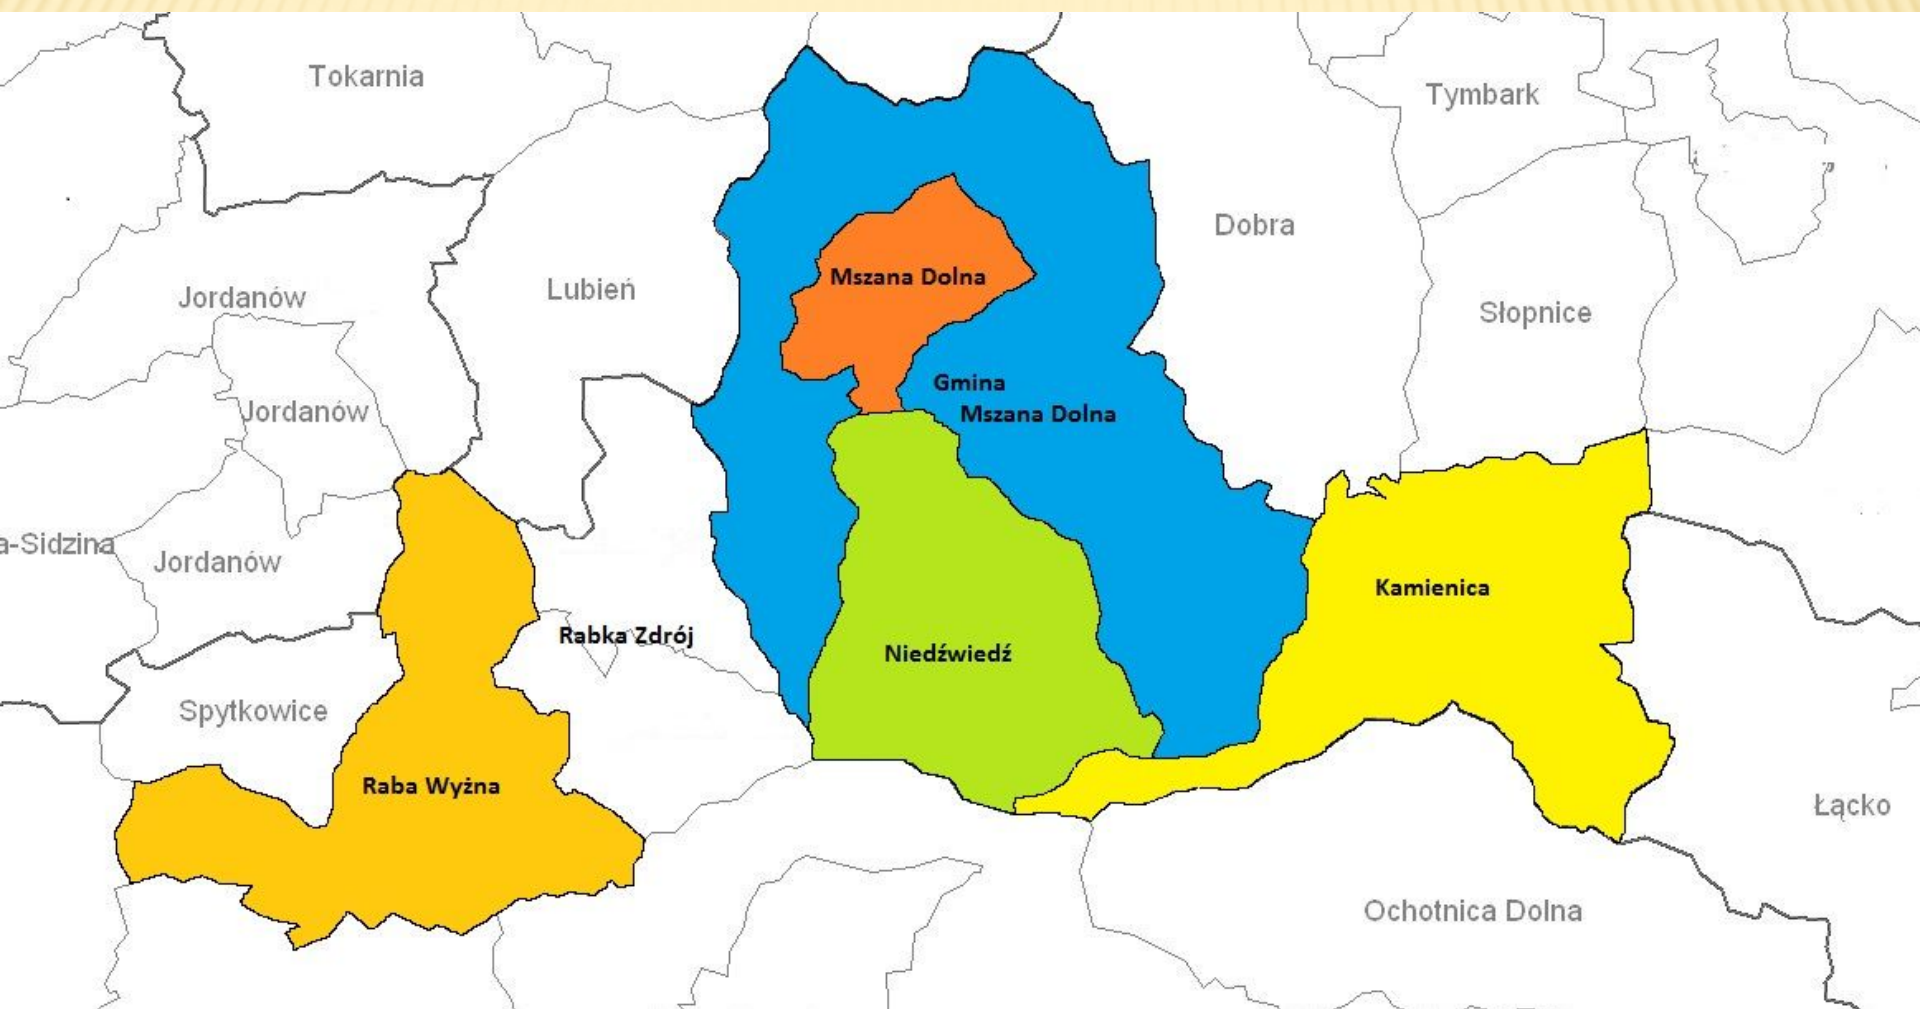 Tokarnia
Tymbark
Dobra
Mszana Dolna
Lubień
Jordanów
Słopnice
Gmina
Mszana Dolna
Jordanów
a-Sidzina
Jordanów
Kamienica
Rabka Zdrój
Niedźwiedź
Spytkowice
Raba Wyżna
Łącko
Ochotnica Dolna